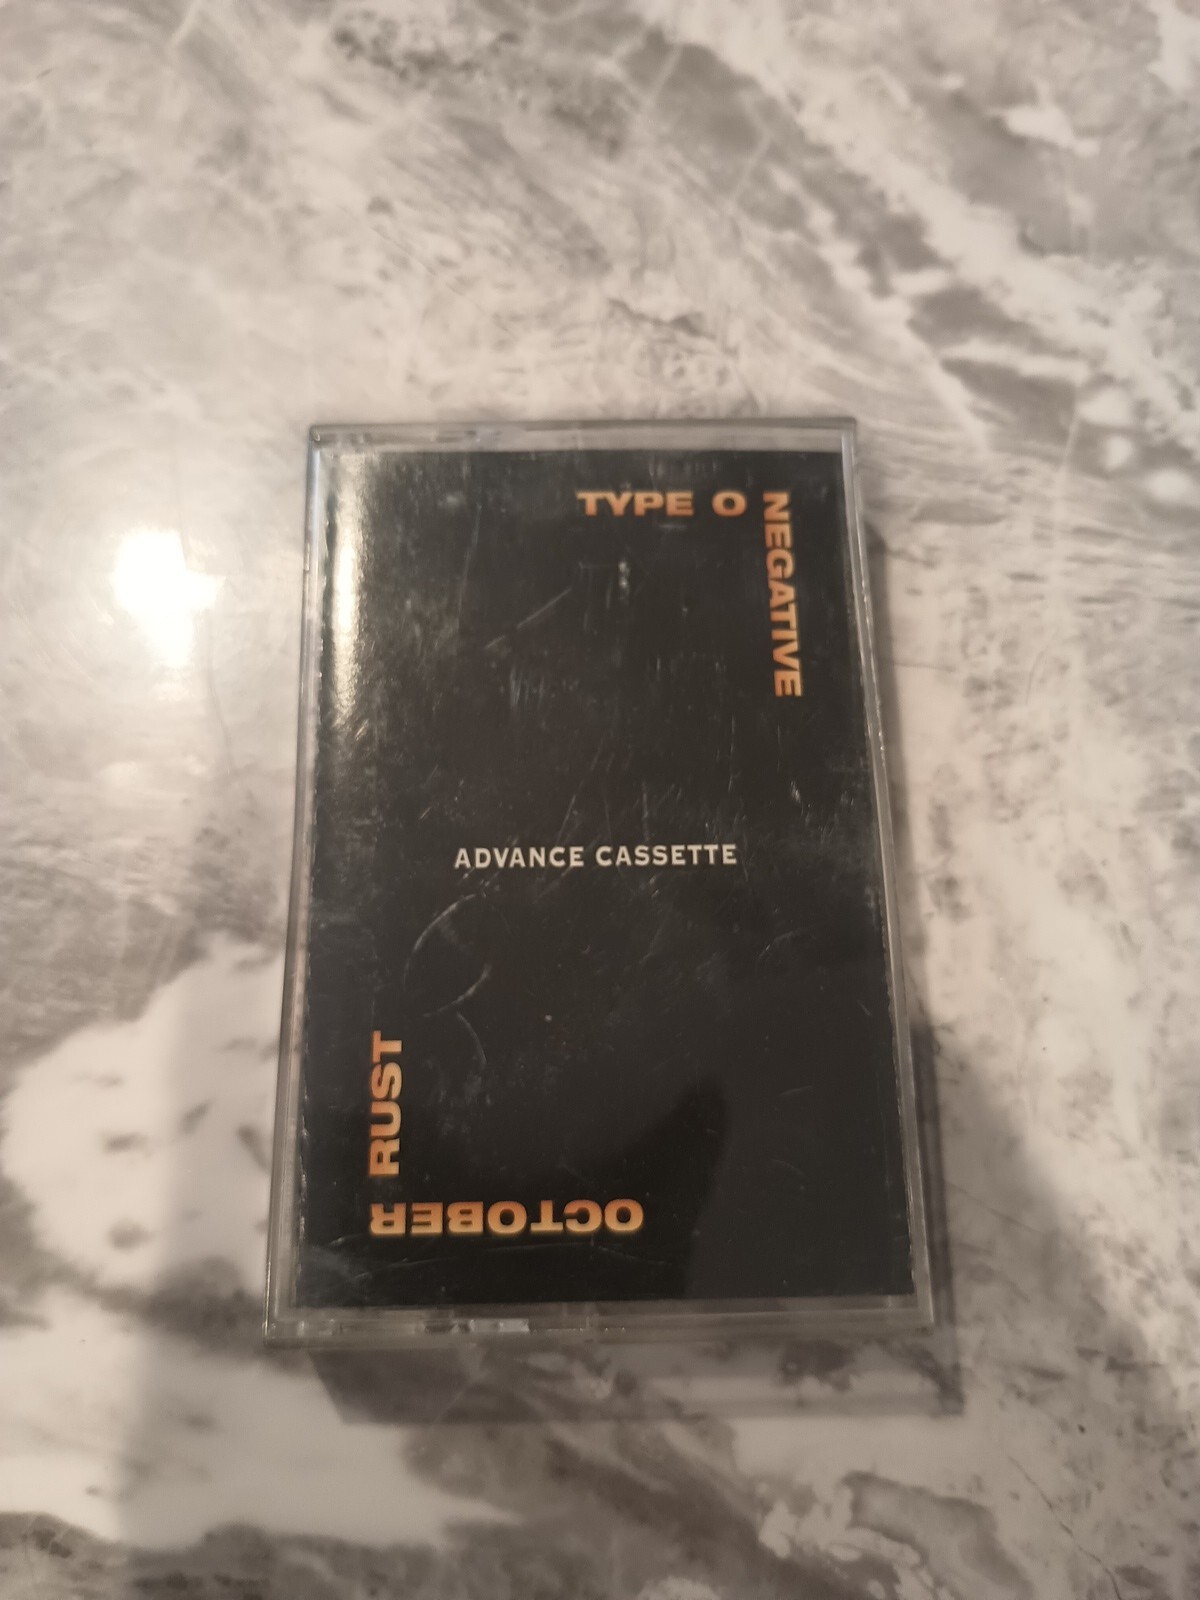 TYPE O
NEGATIVE
ADVANCE CASSETTE
OCTOBER
RUST